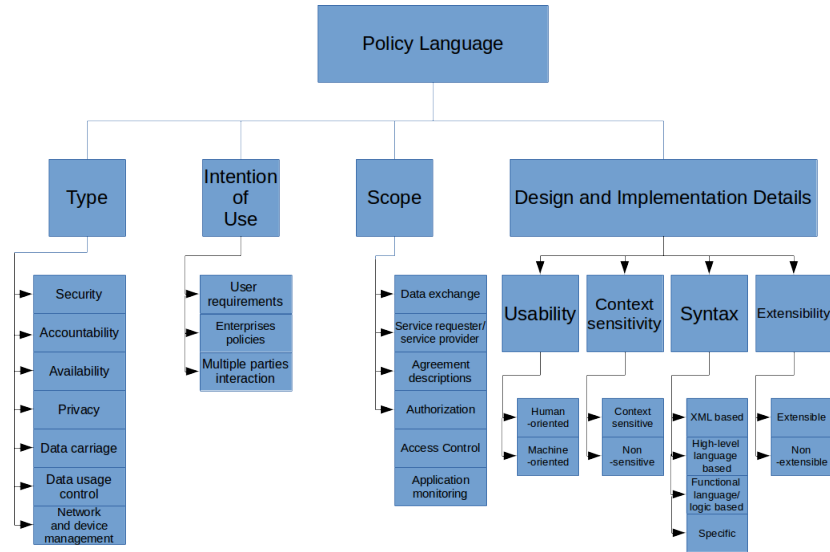 Policy Language
Type
Intention
of
Use
Scope
Design and Implementation Details
Security
Accountability
Availability
Privacy
Data carriage
Data usage
control
Network
and device
management
User
requirements
Enterprises
policies
Multiple parties
interaction
Data exchange
Service requester/
service provider
Agreement
descriptions
Authorization
Access Control
Application
monitoring
Usability
Context
sensitivity
Syntax
Extensibility
Human
-oriented
Machine
-oriented
Context
sensitive
Non
-sensitive
XML based
High-level
language
based
Functional
language/
logic based
Specific
Extensible
Non
-extensible